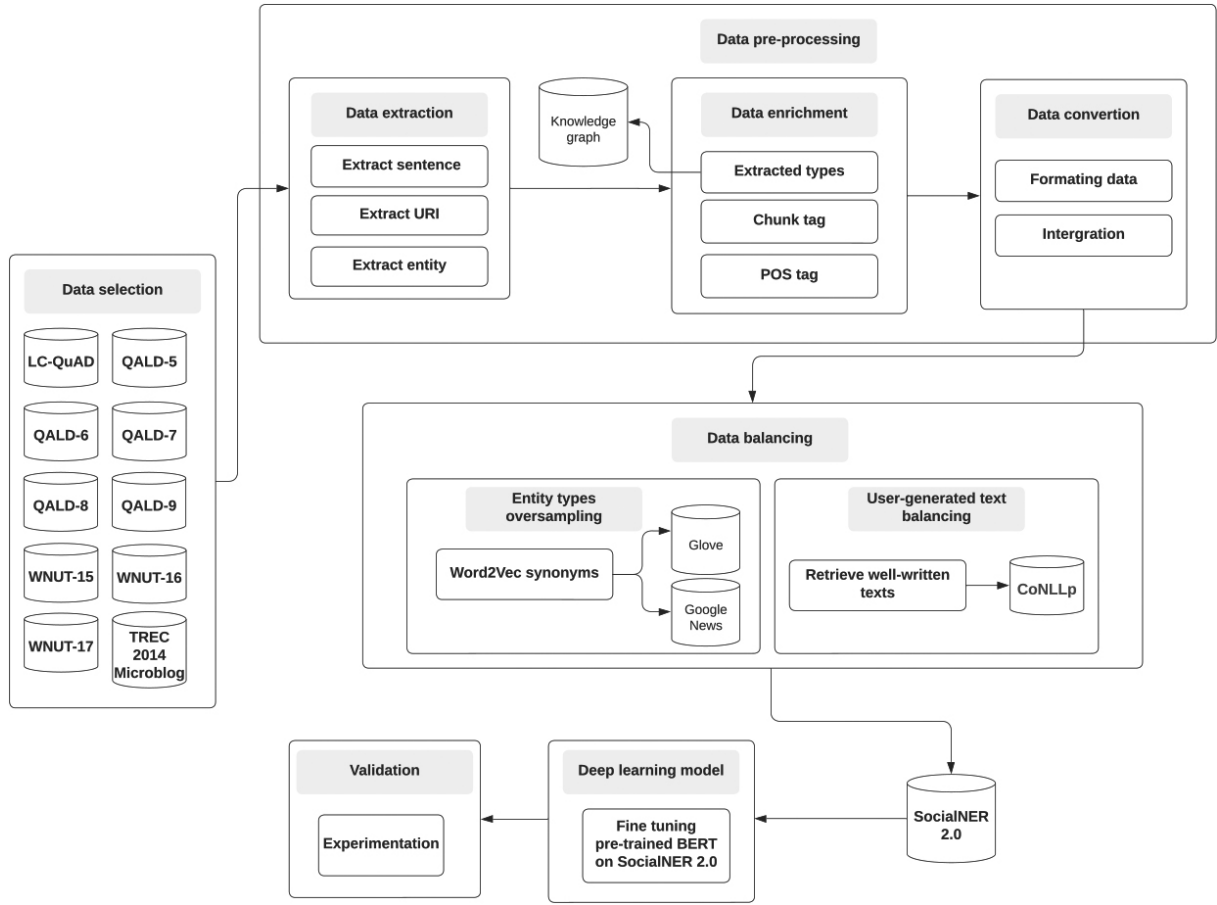 Data pre-processing
Data extraction
Extract sentence
Extract URI
Extract entity
Knowledge
graph
Data enrichment
Extracted types
Chunk tag
POS tag
Data convertion
Formating data
Intergration
Data selection
LC-QuAD
QALD-5
QALD-6
QALD-7
QALD-8
QALD-9
WNUT-15
WNUT-16
WNUT-17
TREC
2014
Microblog
Data balancing
Entity types
oversampling
Word2Vec synonyms
Glove
Google
News
User-generated text
balancing
Retrieve well-written
texts
CoNLLp
Validation
Experimentation
Deep learning model
Fine tuning
pre-trained BERT
on SocialNER 2.0
SocialNER
2.0